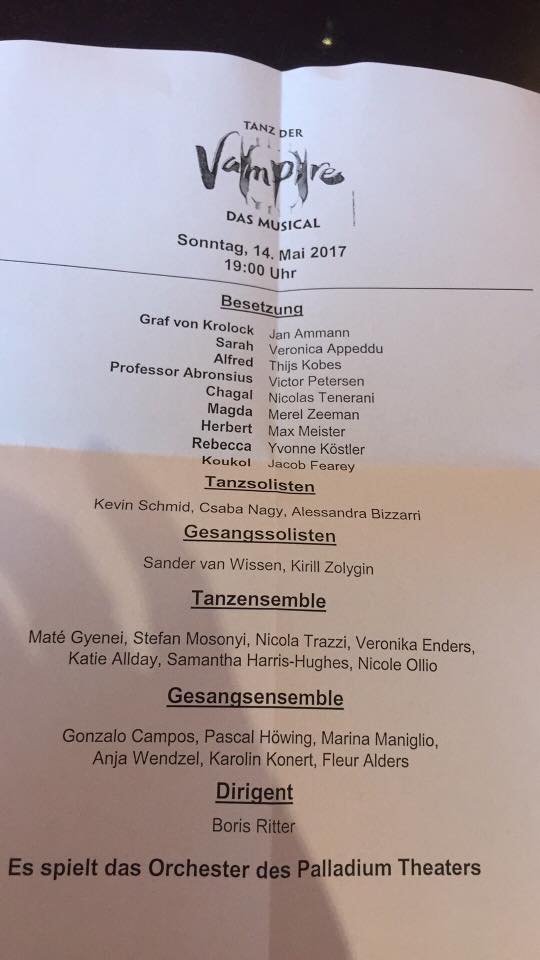 TANZ DER
Vampire
DAS MUSICAL
Sonntag, 14. Mai 2017
19:00 Uhr
Besetzung
Graf von Krolock Jan Ammann
Sarah Veronica Appeddu
Alfred Thijs Kobes
Professor Abronsius Victor Petersen
Chagal Nicolas Tenerani
Magda Merel Zeeman
Herbert Max Meister
Rebecca Yvonne Köstler
Koukol Jacob Fearey
Tanzsolisten
Kevin Schmid, Csaba Nagy, Alessandra Bizzarri
Gesangssolisten
Sander van Wissen, Kirill Zolygin
Tanzensemble
Maté Gyenei, Stefan Mosonyi, Nicola Trazzi, Veronika Enders,
Katie Allday, Samantha Harris-Hughes, Nicole Ollio
Gesangsensemble
Gonzalo Campos, Pascal Höwing, Marina Maniglio,
Anja Wendzel, Karolin Konert, Fleur Alders
Dirigent
Boris Ritter
Es spielt das Orchester des Palladium Theaters